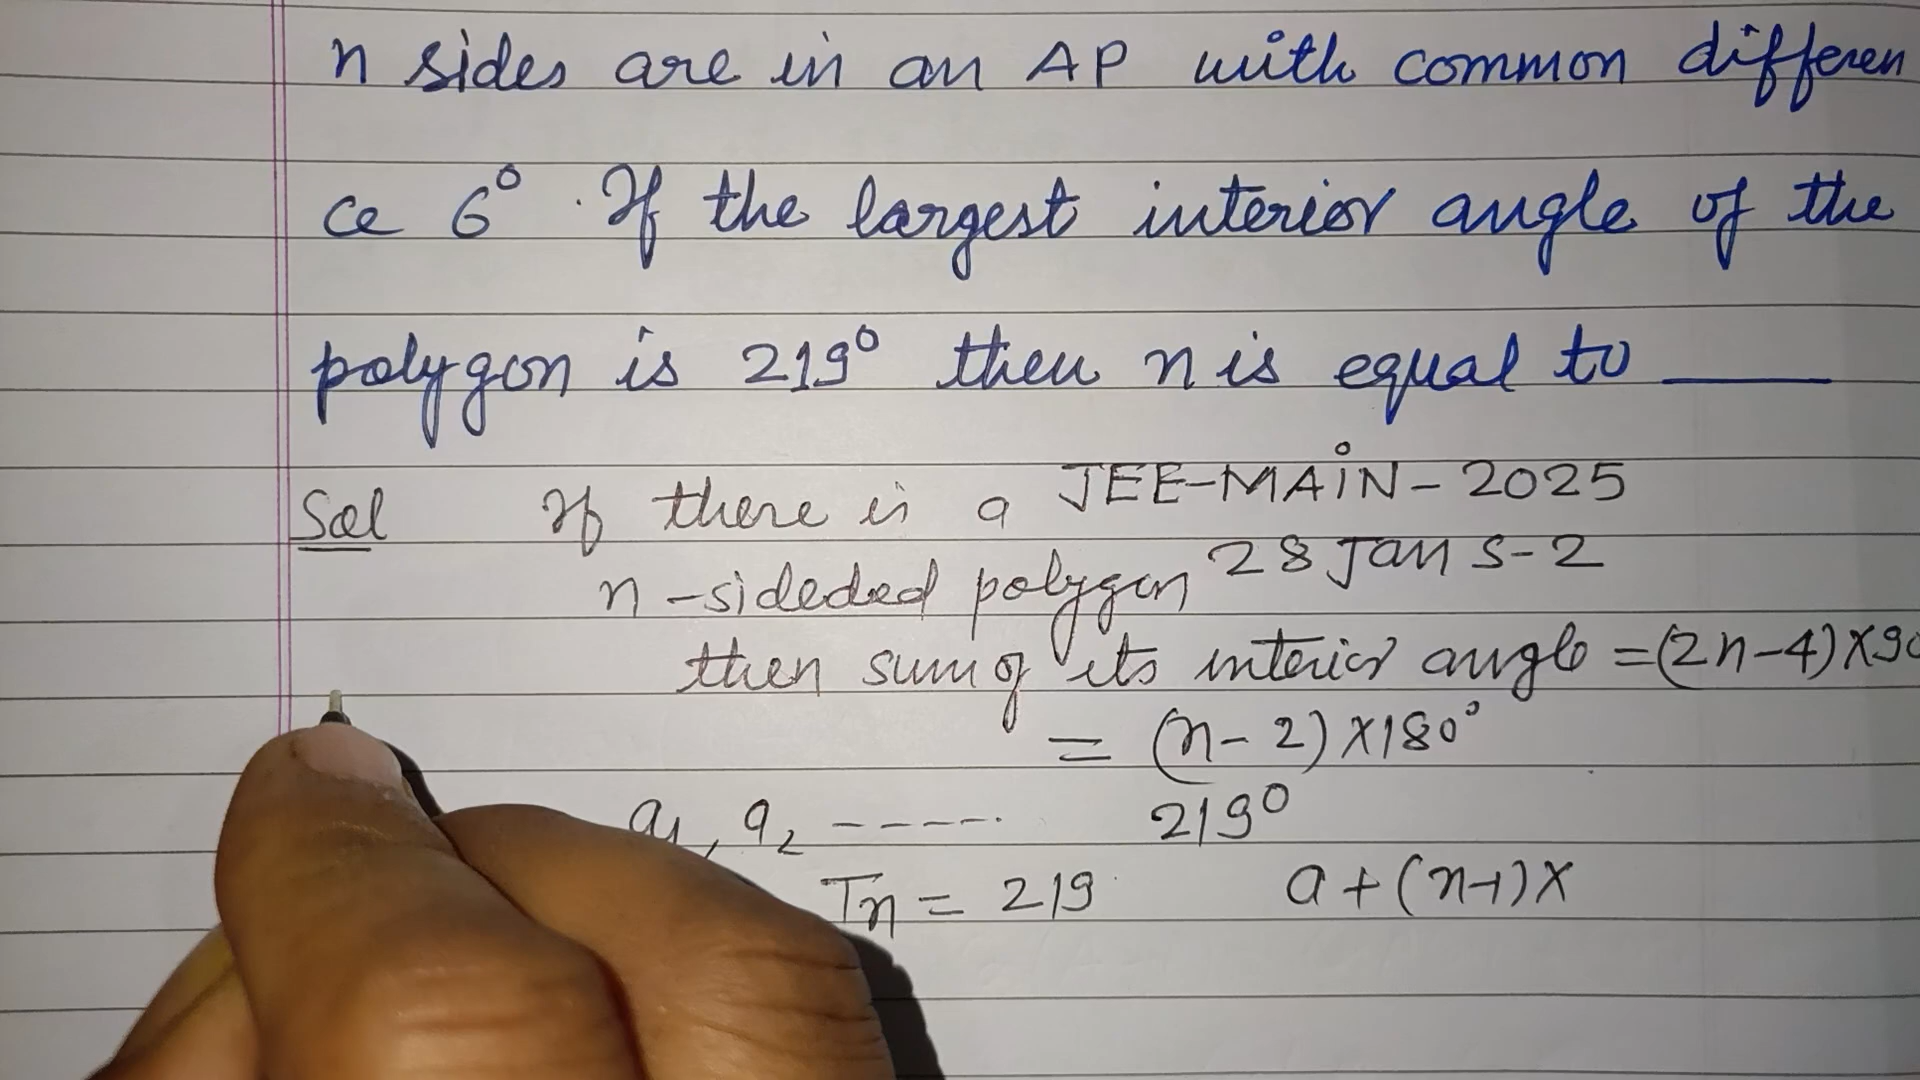 n sides are in an AP with common differen
ce 6° . If the largest interior angle of the
polygon is 219° then n is equal to ____
Sol If there is a JEE-MAIN-2025
n-sideded polygon 28 Jan S-2
then sum of its interior angle = (2n-4)×90
= (n-2)×180°
a1, a2 ----- 219°
Tn = 219 a+(n-1)×